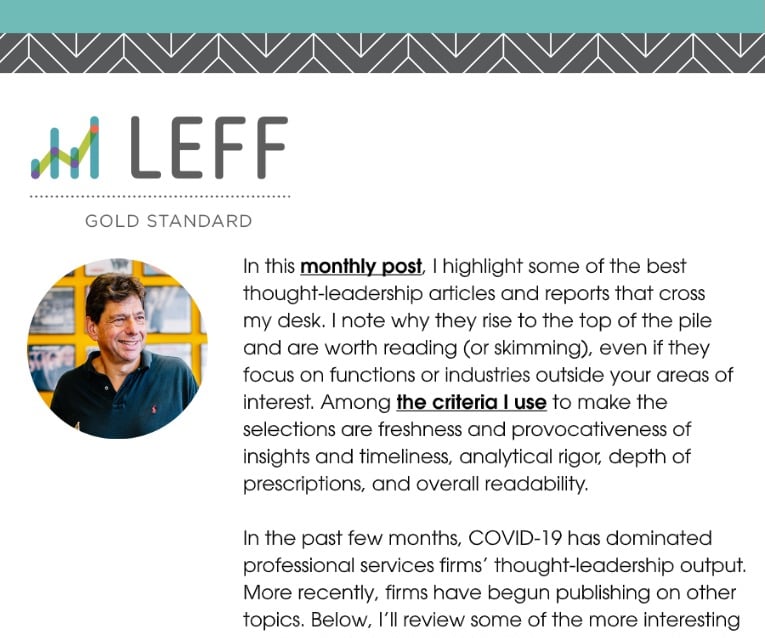 LEFF
GOLD STANDARD
In this monthly post, I highlight some of the best
thought-leadership articles and reports that cross
my desk. I note why they rise to the top of the pile
and are worth reading (or skimming), even if they
focus on functions or industries outside your areas of
interest. Among the criteria I use to make the
selections are freshness and provocativeness of
insights and timeliness, analytical rigor, depth of
prescriptions, and overall readability.
In the past few months, COVID-19 has dominated
professional services firms’ thought-leadership output.
More recently, firms have begun publishing on other
topics. Below, I’ll review some of the more interesting